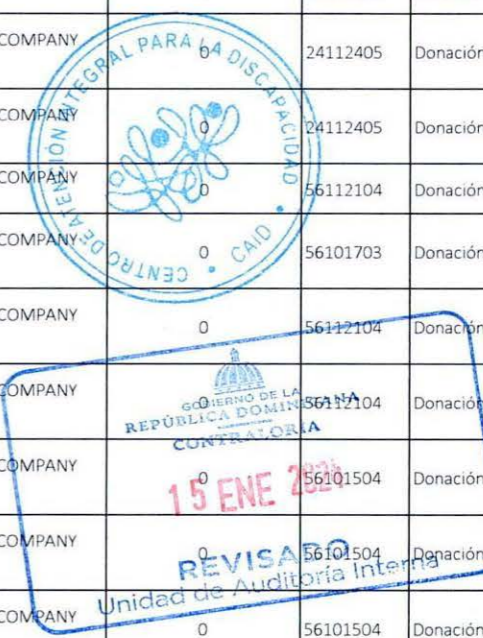 COMPANY 0 24112405 Donación
COMPANY 0 24112405 Donación
COMPANY 0 56112104 Donación
COMPANY 0 56101703 Donación
COMPANY 0 56112104 Donación
COMPANY 0 56112104 Donación
COMPANY 0 56101504 Donación
COMPANY 0 56101504 Donación
COMPANY 0 56101504 Donación
CENTRO DE ATENCIÓN INTEGRAL PARA LA DISCAPACIDAD
CAID
GOBIERNO DE LA
REPÚBLICA DOMINICANA
CONTRALORÍA
15 ENE
REVISADO
Unidad de Auditoría Interna